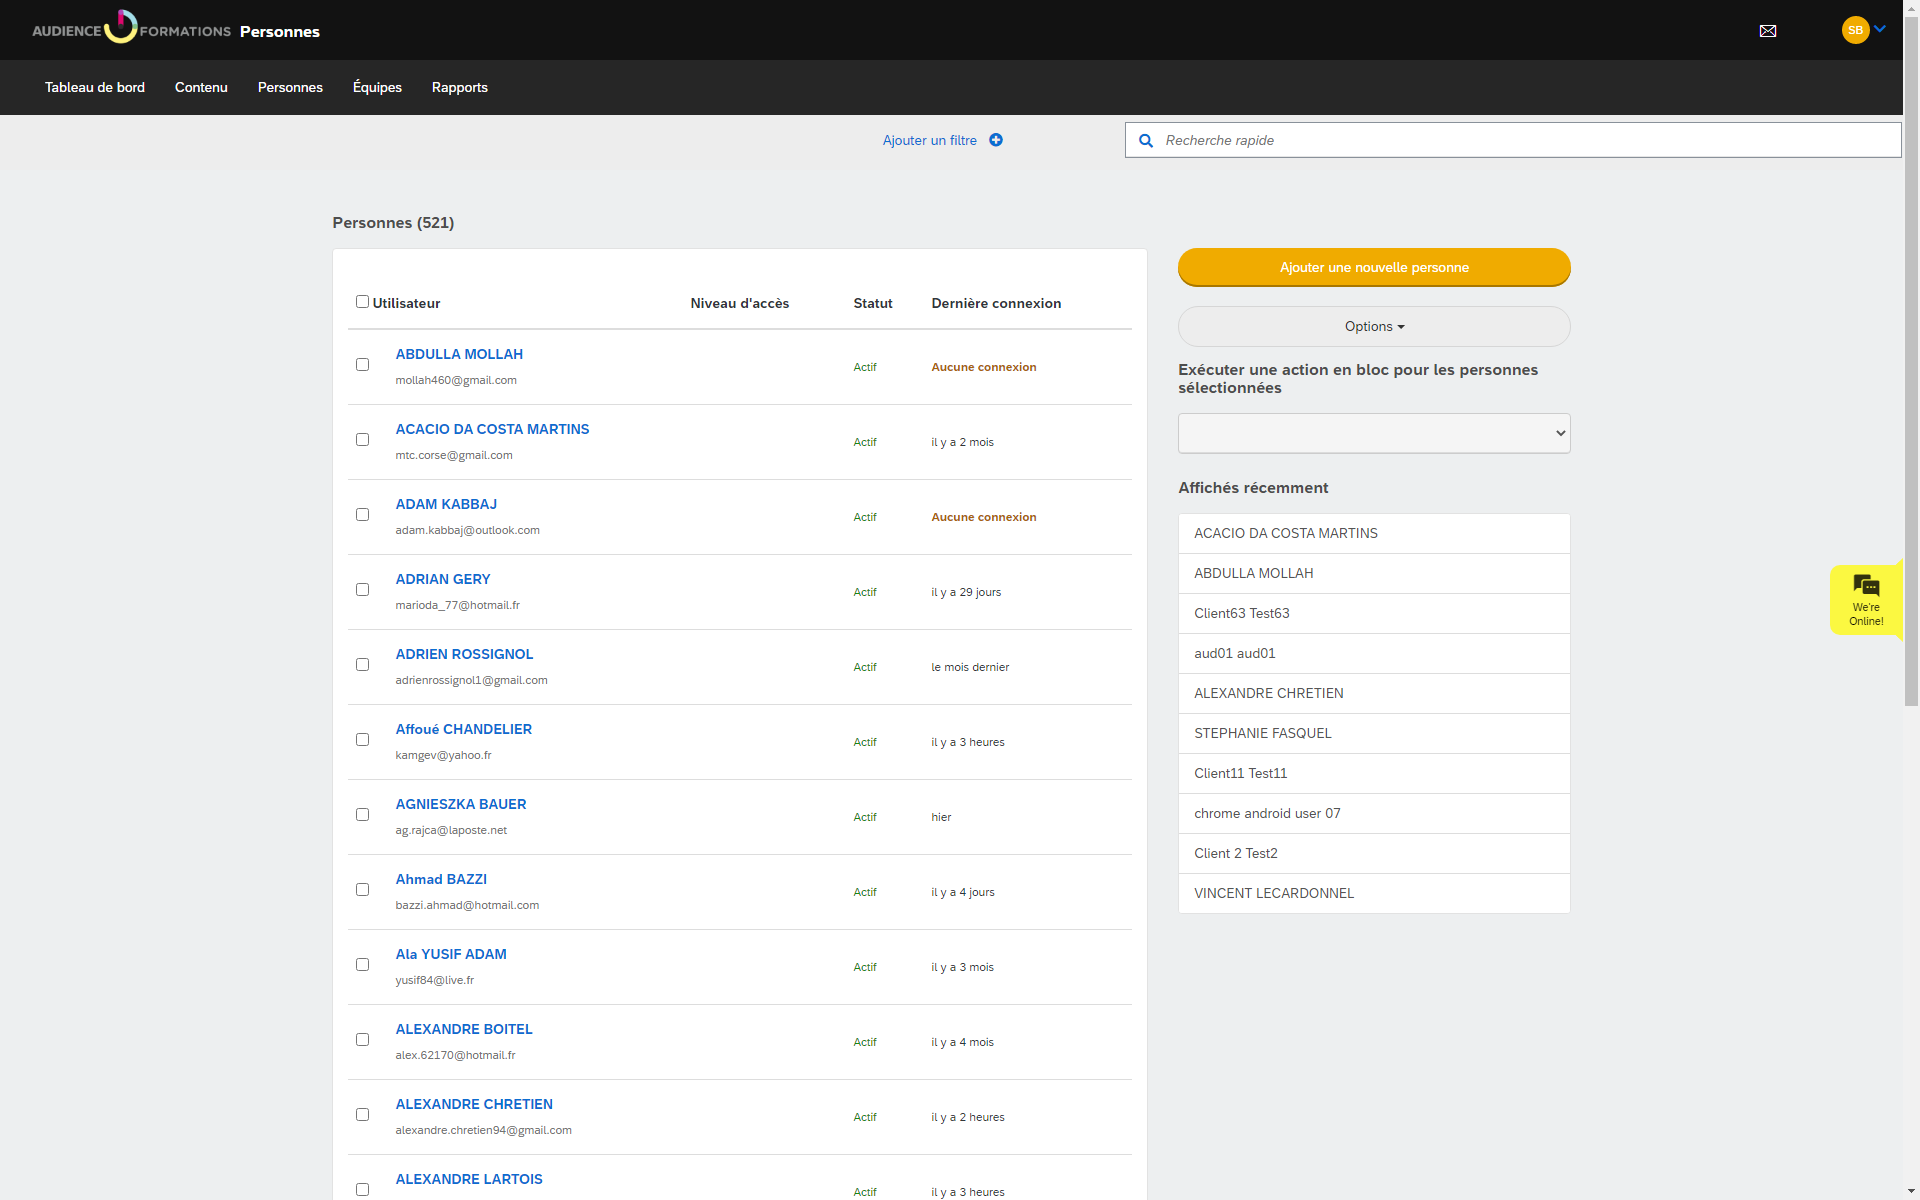 AUDIENCE FORMATIONS Personnes
SB
Tableau de bord Contenu Personnes Équipes Rapports
Ajouter un filtre
Recherche rapide
Personnes (521)
Utilisateur Niveau d'accès Statut Dernière connexion
ABDULLA MOLLAH
mollah460@gmail.com
Actif Aucune connexion
ACACIO DA COSTA MARTINS
mtc.corse@gmail.com
Actif il y a 2 mois
ADAM KABBAJ
adam.kabbaj@outlook.com
Actif Aucune connexion
ADRIAN GERY
marioda_77@hotmail.fr
Actif il y a 29 jours
ADRIEN ROSSIGNOL
adrienrossignol1@gmail.com
Actif le mois dernier
Affoué CHANDELIER
kamgev@yahoo.fr
Actif il y a 3 heures
AGNIESZKA BAUER
ag.rajca@laposte.net
Actif hier
Ahmad BAZZI
bazzi.ahmad@hotmail.com
Actif il y a 4 jours
Ala YUSIF ADAM
yusif84@live.fr
Actif il y a 3 mois
ALEXANDRE BOITEL
alex.62170@hotmail.fr
Actif il y a 4 mois
ALEXANDRE CHRETIEN
alexandre.chretien94@gmail.com
Actif il y a 2 heures
ALEXANDRE LARTOIS
Actif il y a 3 heures
Ajouter une nouvelle personne
Options
Exécuter une action en bloc pour les personnes
sélectionnées
Affichés récemment
ACACIO DA COSTA MARTINS
ABDULLA MOLLAH
Client63 Test63
aud01 aud01
ALEXANDRE CHRETIEN
STEPHANIE FASQUEL
Client11 Test11
chrome android user 07
Client 2 Test2
VINCENT LECARDONNEL
We're
Online!